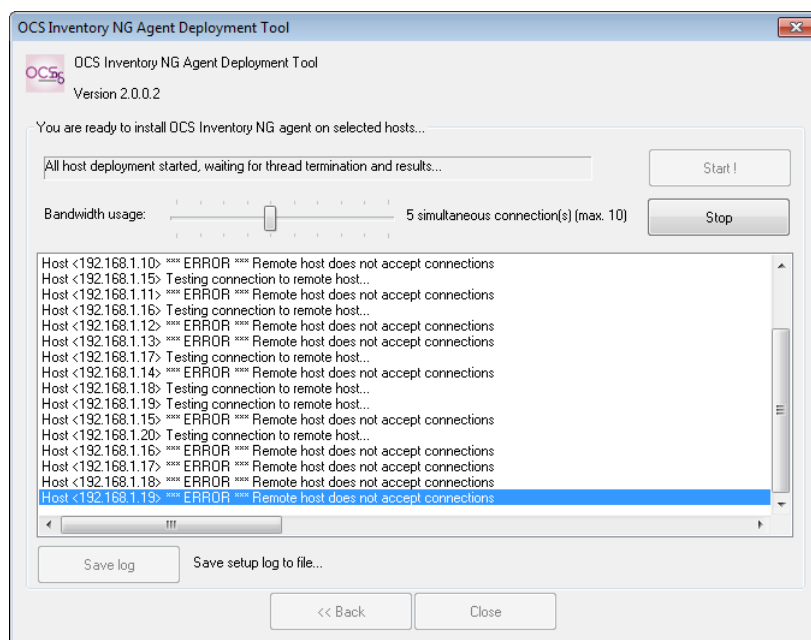 OCS Inventory NG Agent Deployment Tool
OCS Inventory NG Agent Deployment Tool
Version 2.0.0.2
You are ready to install OCS Inventory NG agent on selected hosts...
All host deployment started, waiting for thread termination and results...
Start !
Bandwidth usage:
5 simultaneous connection(s) (max. 10)
Stop
Host <192.168.1.10> *** ERROR *** Remote host does not accept connections
Host <192.168.1.15> Testing connection to remote host...
Host <192.168.1.11> *** ERROR *** Remote host does not accept connections
Host <192.168.1.16> Testing connection to remote host...
Host <192.168.1.12> *** ERROR *** Remote host does not accept connections
Host <192.168.1.13> *** ERROR *** Remote host does not accept connections
Host <192.168.1.17> Testing connection to remote host...
Host <192.168.1.14> *** ERROR *** Remote host does not accept connections
Host <192.168.1.18> Testing connection to remote host...
Host <192.168.1.19> Testing connection to remote host...
Host <192.168.1.15> *** ERROR *** Remote host does not accept connections
Host <192.168.1.20> Testing connection to remote host...
Host <192.168.1.16> *** ERROR *** Remote host does not accept connections
Host <192.168.1.17> *** ERROR *** Remote host does not accept connections
Host <192.168.1.18> *** ERROR *** Remote host does not accept connections
Host <192.168.1.19> *** ERROR *** Remote host does not accept connections
Save log
Save setup log to file...
<< Back
Close